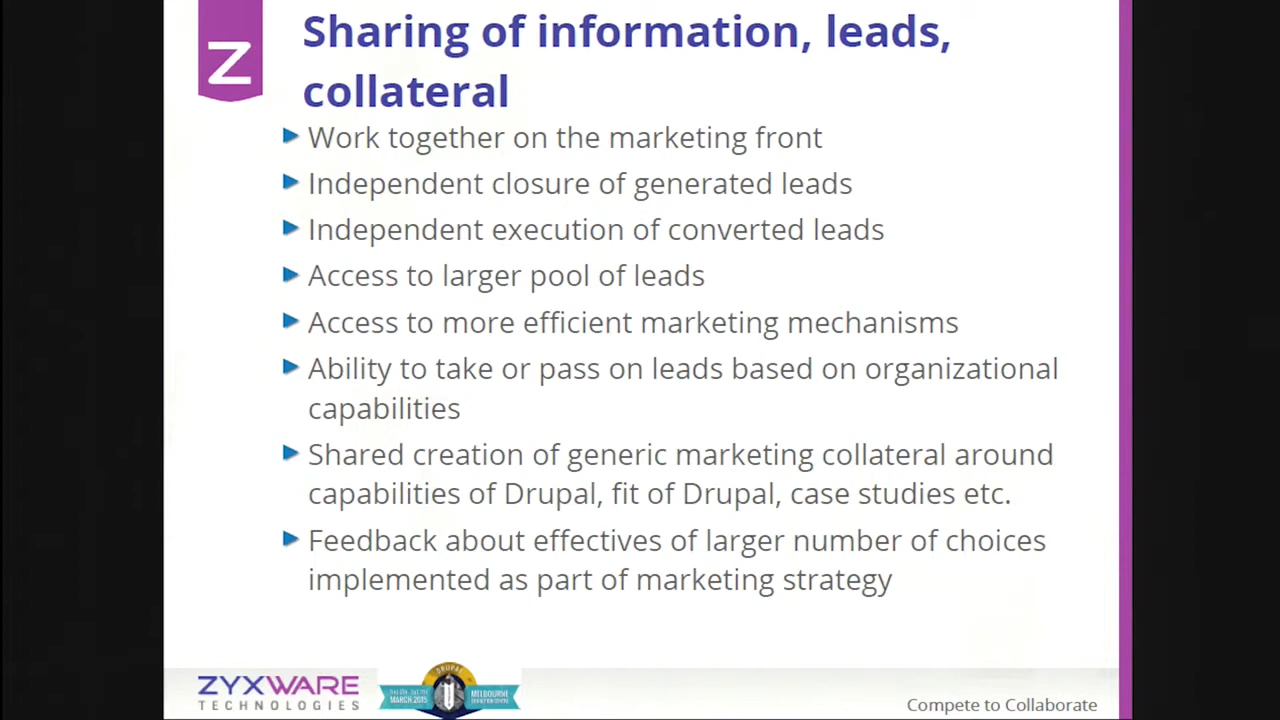 Z
Sharing of information, leads,
collateral
Work together on the marketing front
Independent closure of generated leads
Independent execution of converted leads
Access to larger pool of leads
Access to more efficient marketing mechanisms
Ability to take or pass on leads based on organizational
capabilities
Shared creation of generic marketing collateral around
capabilities of Drupal, fit of Drupal, case studies etc.
Feedback about effectives of larger number of choices
implemented as part of marketing strategy
ZYXWARE
TECHNOLOGIES
DRUPAL
MARCH 2015
MELBOURNE
Compete to Collaborate